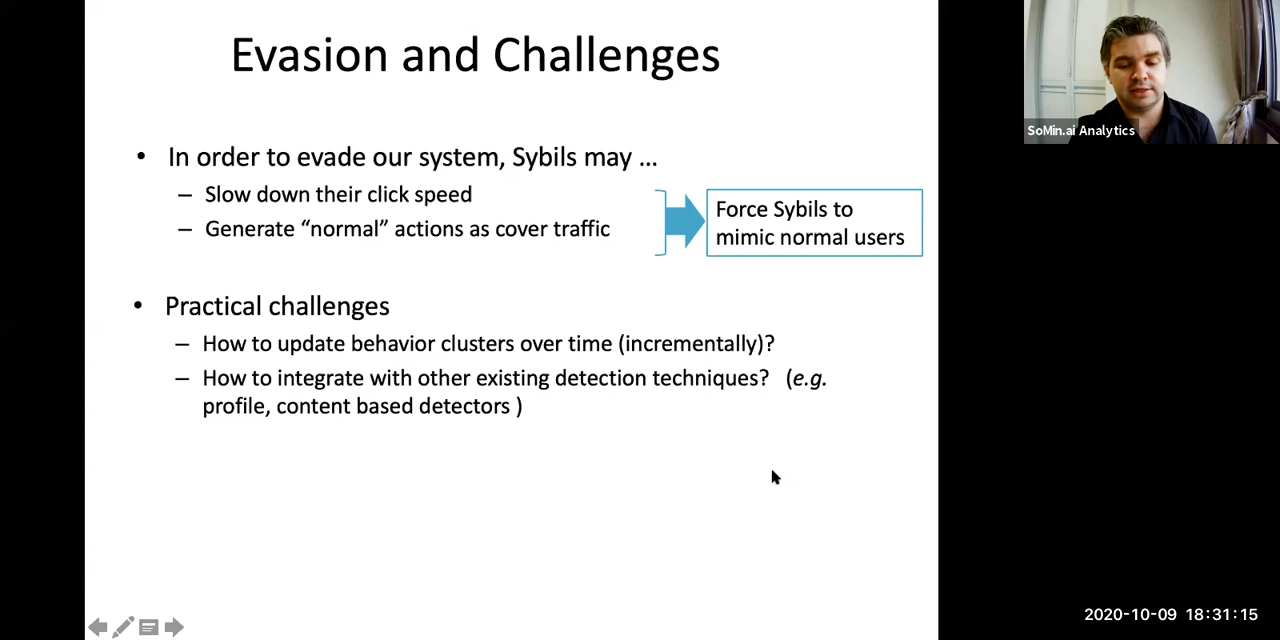 Evasion and Challenges
SoMin.ai Analytics
• In order to evade our system, Sybils may ...
– Slow down their click speed
– Generate “normal” actions as cover traffic
Force Sybils to
mimic normal users
• Practical challenges
– How to update behavior clusters over time (incrementally)?
– How to integrate with other existing detection techniques? (e.g.
profile, content based detectors )
2020-10-09 18:31:15